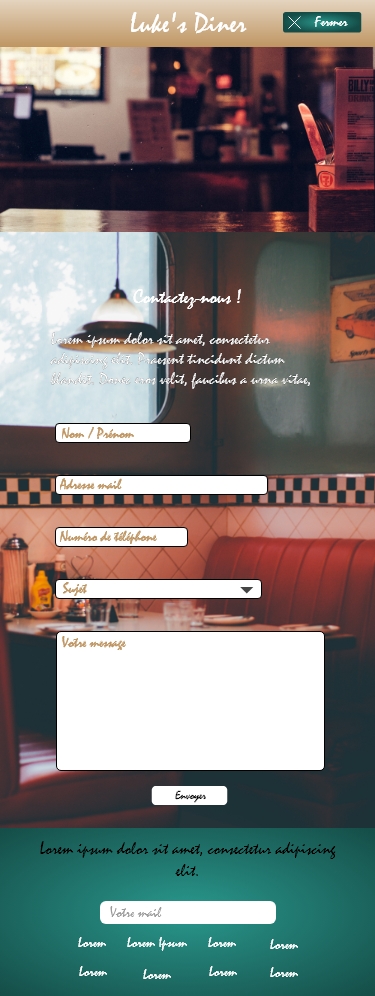 Luke's Diner
Fermer
BILLY
Contactez-nous !
Lorem ipsum dolor sit amet, consectetur
adipiscing elit. Praesent tincidunt dictum
blandit. Donec eros velit, faucibus a urna vitae,
Nom / Prénom
Adresse mail
Numéro de téléphone
Sujet
Votre message
Envoyer
Lorem ipsum dolor sit amet, consectetur adipiscing
elit.
Votre mail
Lorem Lorem Ipsum Lorem Lorem
Lorem Lorem Lorem Lorem